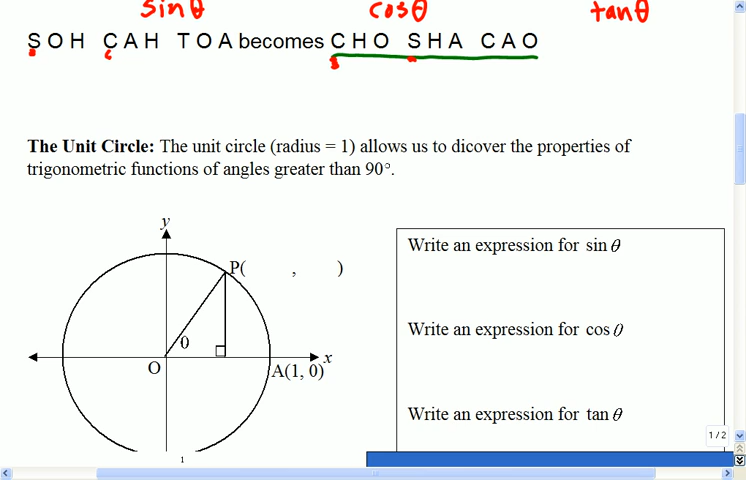 sinθ cosθ tanθ
S O H C A H T O A becomes C H O S H A C A O
The Unit Circle: The unit circle (radius = 1) allows us to dicover the properties of
trigonometric functions of angles greater than 90°.
y
P( , )
Write an expression for sin θ
θ
Write an expression for cos θ
x
O
A(1, 0)
Write an expression for tan θ
1 / 2
1